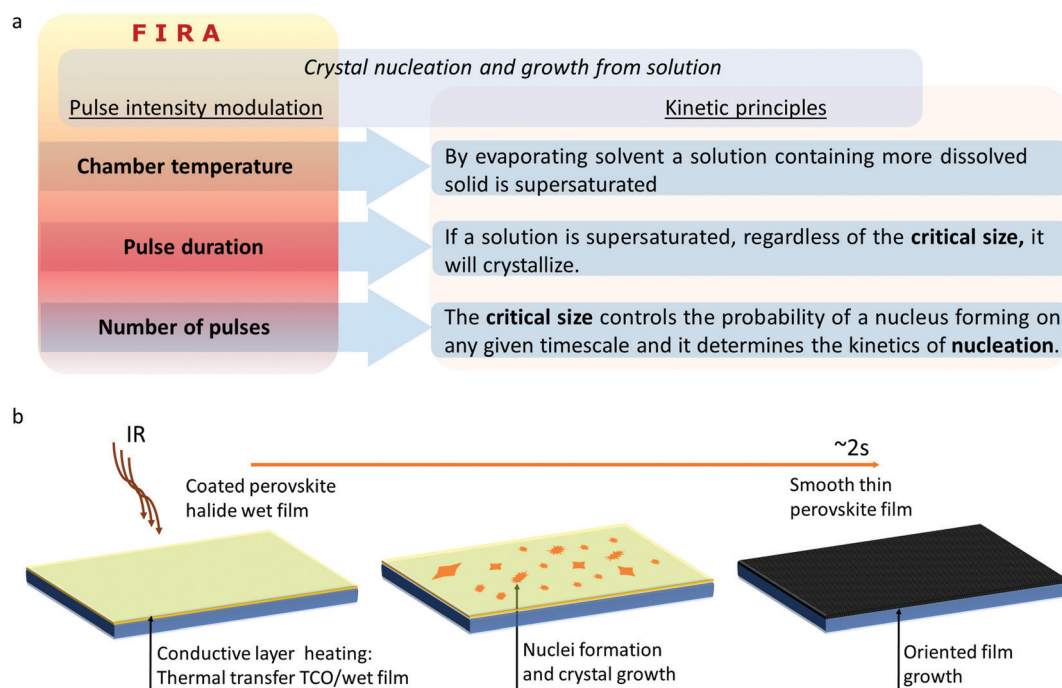 a
FIRA
Crystal nucleation and growth from solution
Pulse intensity modulation
Kinetic principles
Chamber temperature
By evaporating solvent a solution containing more dissolved
solid is supersaturated
Pulse duration
If a solution is supersaturated, regardless of the critical size, it
will crystallize.
Number of pulses
The critical size controls the probability of a nucleus forming on
any given timescale and it determines the kinetics of nucleation.
b
IR
~2s
Coated perovskite
halide wet film
Smooth thin
perovskite film
Conductive layer heating:
Thermal transfer TCO/wet film
Nuclei formation
and crystal growth
Oriented film
growth